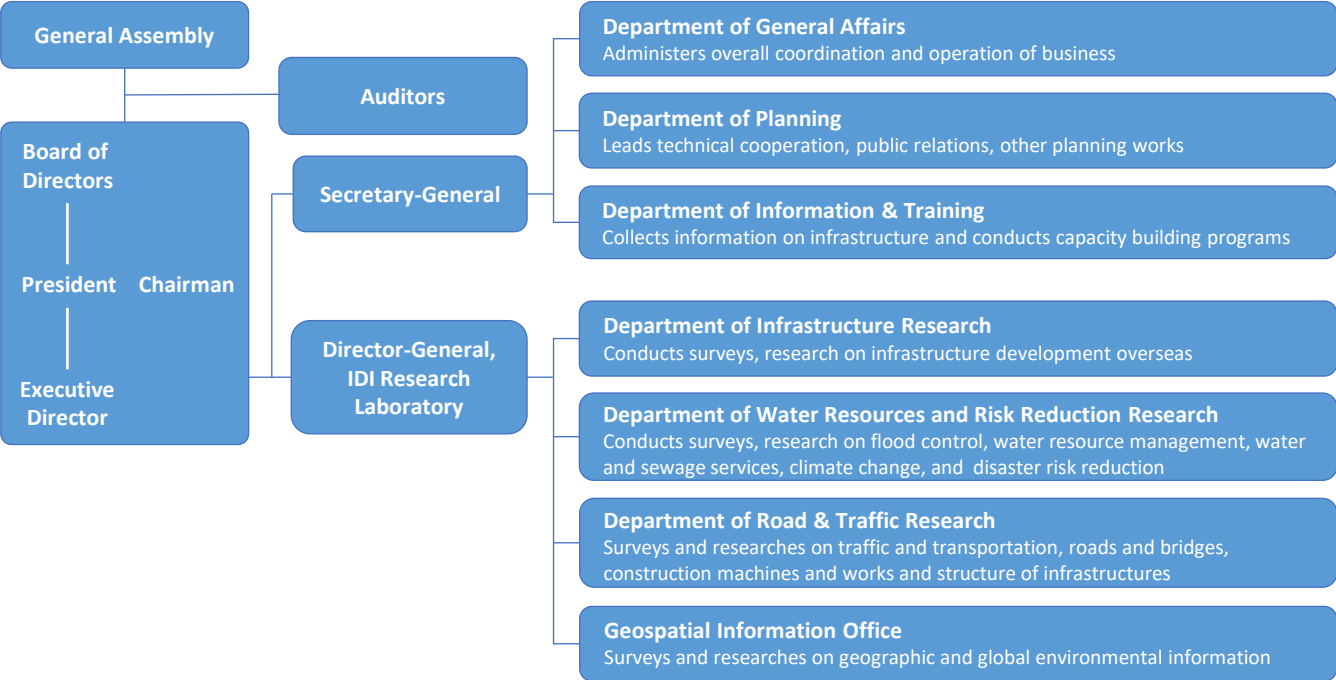 General Assembly
Auditors
Board of
Directors
President Chairman
Executive
Director
Secretary-General
Director-General,
IDI Research
Laboratory
Department of General Affairs
Administers overall coordination and operation of business
Department of Planning
Leads technical cooperation, public relations, other planning works
Department of Information & Training
Collects information on infrastructure and conducts capacity building programs
Department of Infrastructure Research
Conducts surveys, research on infrastructure development overseas
Department of Water Resources and Risk Reduction Research
Conducts surveys, research on flood control, water resource management, water
and sewage services, climate change, and disaster risk reduction
Department of Road & Traffic Research
Surveys and researches on traffic and transportation, roads and bridges,
construction machines and works and structure of infrastructures
Geospatial Information Office
Surveys and researches on geographic and global environmental information